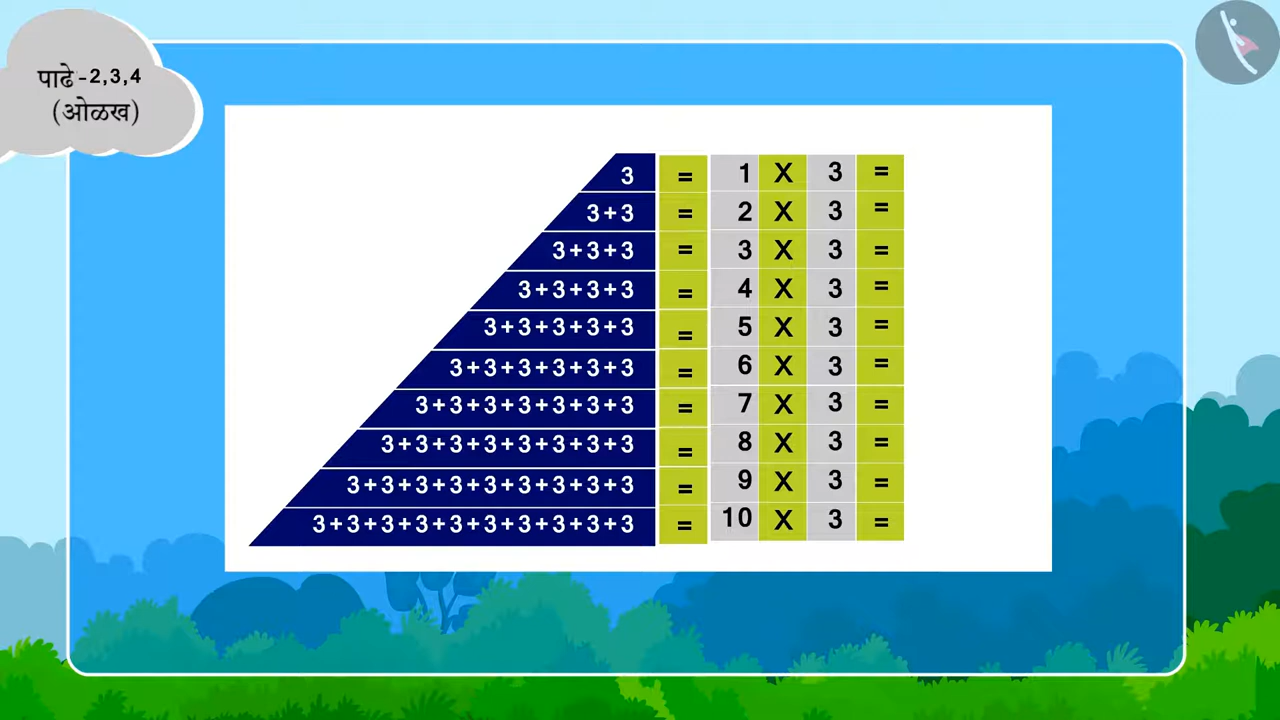 पाढे -2,3,4
(ओळख)
3 = 1 X 3 =
3+3 = 2 X 3 =
3+3+3 = 3 X 3 =
3+3+3+3 = 4 X 3 =
3+3+3+3+3 = 5 X 3 =
3+3+3+3+3+3 = 6 X 3 =
3+3+3+3+3+3+3 = 7 X 3 =
3+3+3+3+3+3+3+3 = 8 X 3 =
3+3+3+3+3+3+3+3+3 = 9 X 3 =
3+3+3+3+3+3+3+3+3+3 = 10 X 3 =